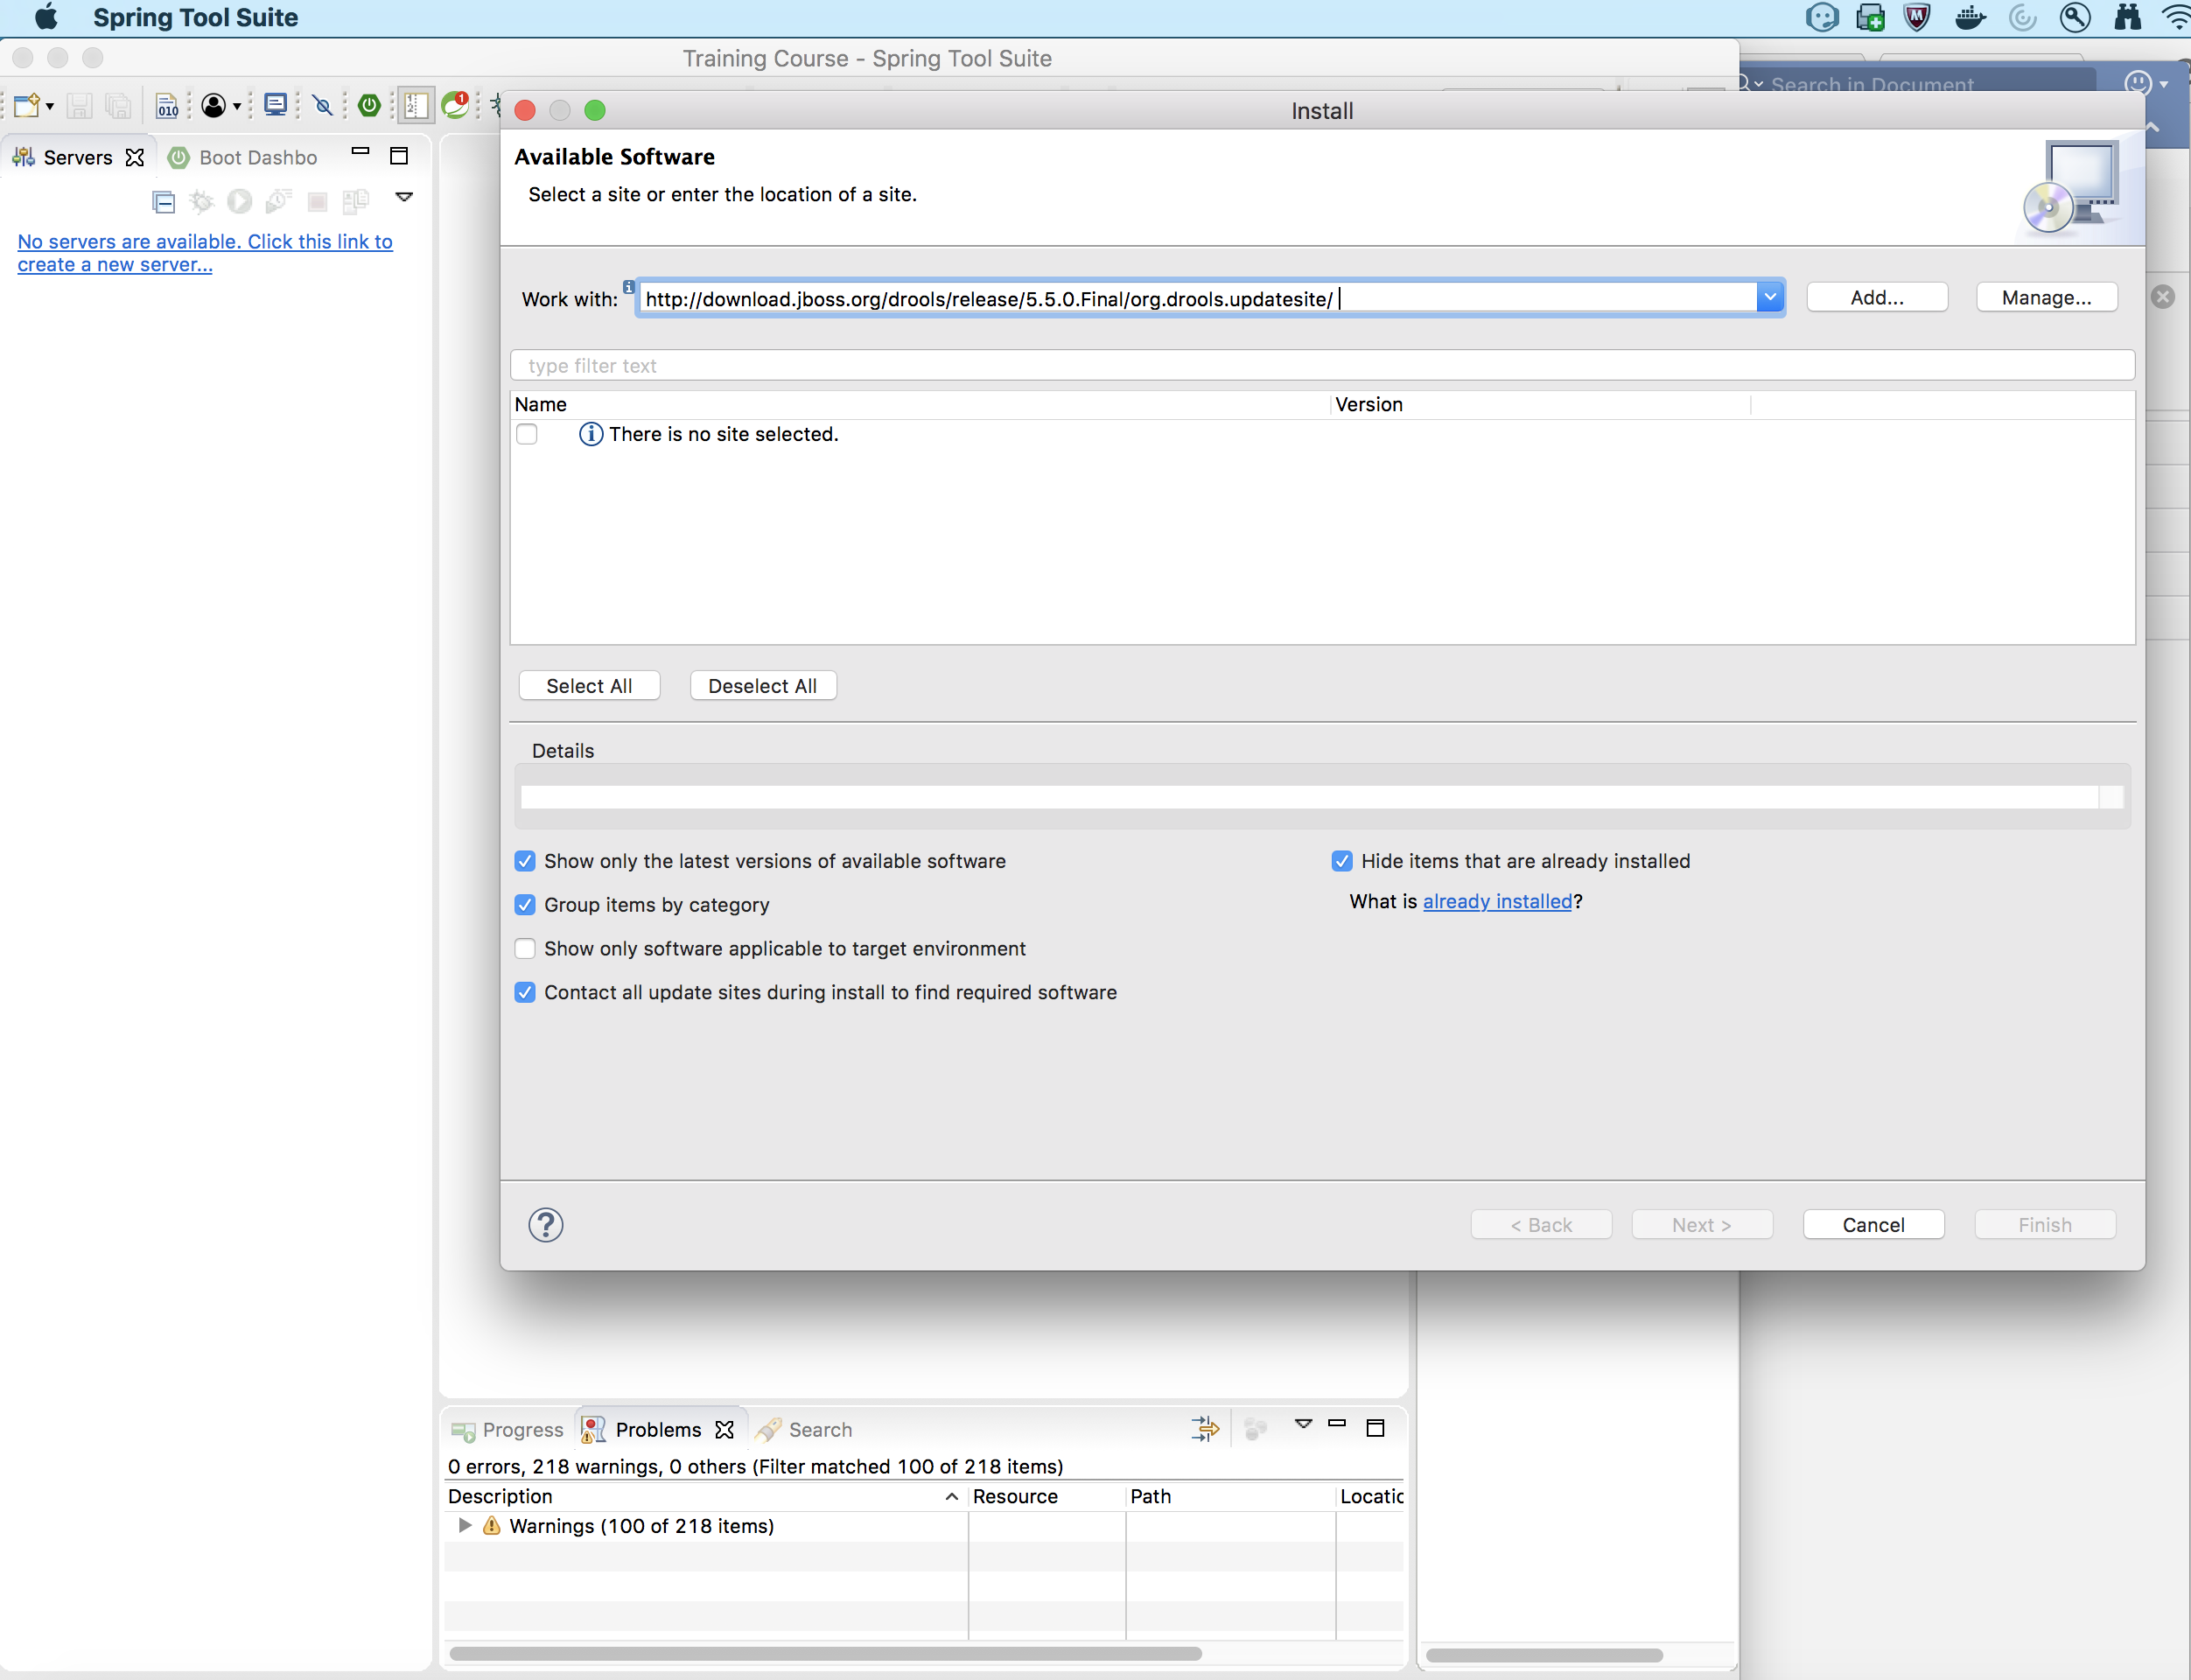 Spring Tool Suite
Training Course - Spring Tool Suite
Search in Document
010
1
Install
Servers
Boot Dashbo
Available Software
Select a site or enter the location of a site.
No servers are available. Click this link to
create a new server...
Work with:
http://download.jboss.org/drools/release/5.5.0.Final/org.drools.updatesite/
Add...
Manage...
type filter text
Name
Version
There is no site selected.
Select All
Deselect All
Details
Show only the latest versions of available software
Hide items that are already installed
Group items by category
What is already installed?
Show only software applicable to target environment
Contact all update sites during install to find required software
< Back
Next >
Cancel
Finish
Progress
Problems
Search
0 errors, 218 warnings, 0 others (Filter matched 100 of 218 items)
Description
Resource
Path
Locatic
Warnings (100 of 218 items)